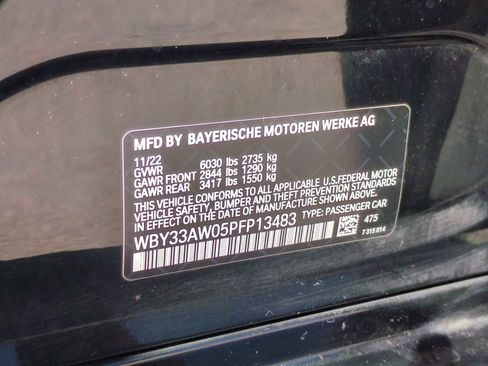 MFD BY BAYERISCHE MOTOREN WERKE AG
11/22
GVWR 6030 lbs 2735 kg
GAWR FRONT 2844 lbs 1290 kg
GAWR REAR 3417 lbs 1550 kg
THIS VEHICLE CONFORMS TO ALL APPLICABLE U.S.FEDERAL MOTOR
VEHICLE SAFETY, BUMPER AND THEFT PREVENTION STANDARDS
IN EFFECT ON THE DATE OF MANUFACTURE SHOWN ABOVE.
WBY33AW05PFP13483 TYPE: PASSENGER CAR
475
7315614